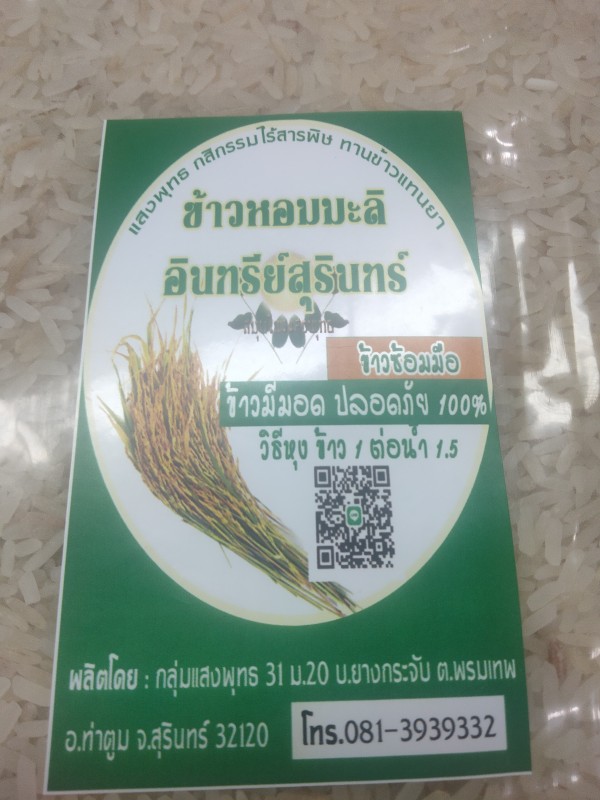 แสงพุทธ กสิกรรมไร้สารพิษ ทานข้าวแทนยา
ข้าวหอมมะลิ
อินทรีย์สุรินทร์
ข้าวซ้อมมือ
ข้าวมีมอด ปลอดภัย 100%
วิธีหุง ข้าว 1 ต่อน้ำ 1.5
ผลิตโดย : กลุ่มแสงพุทธ 31 ม.20 บ.ยางกระจับ ต.พรมเทพ
อ.ท่าตูม จ.สุรินทร์ 32120
โทร.081-3939332